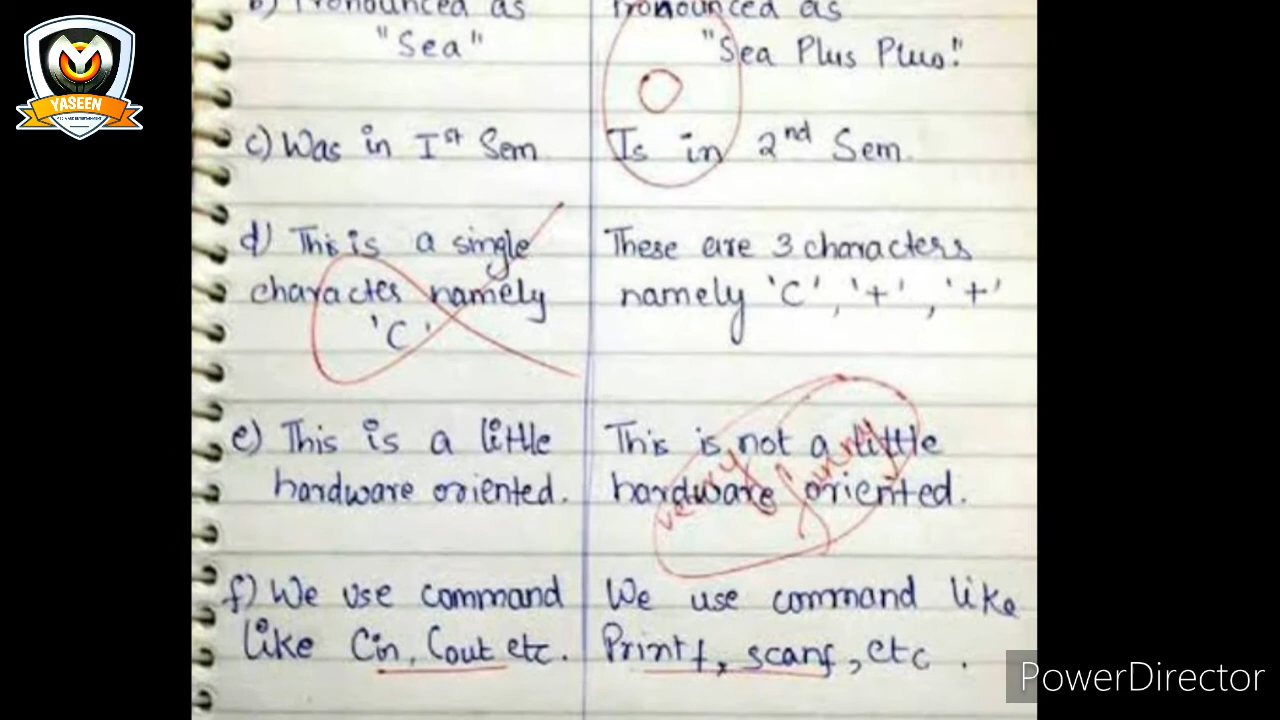 b) Pronounced as Pronounced as
"Sea" "Sea Plus Plus!"
c) Was in Ist Sem Is in 2nd Sem.
d) This is a single These are 3 characters
character namely namely 'C', '+', '+'
'C'
e) This is a little This is not a little
hardware oriented. hardware oriented.
very funny
f) We use command We use command like
like Cin, Cout etc. Printf, scanf, etc.
YASEEN
PowerDirector